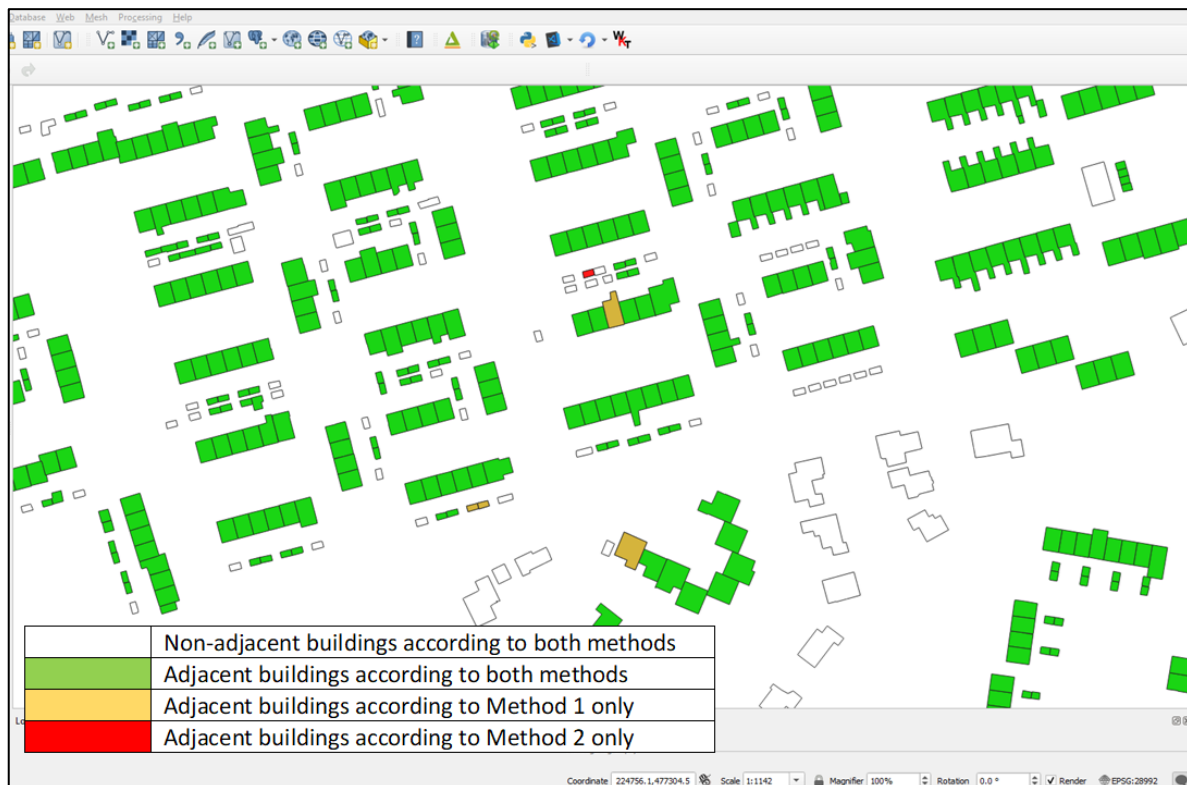 Database Web Mesh Processing Help
Non-adjacent buildings according to both methods
Adjacent buildings according to both methods
Adjacent buildings according to Method 1 only
Adjacent buildings according to Method 2 only
Coordinate 224756.1,477304.5 Scale 1:1142 Magnifier 100% Rotation 0.0 ° Render EPSG:28992